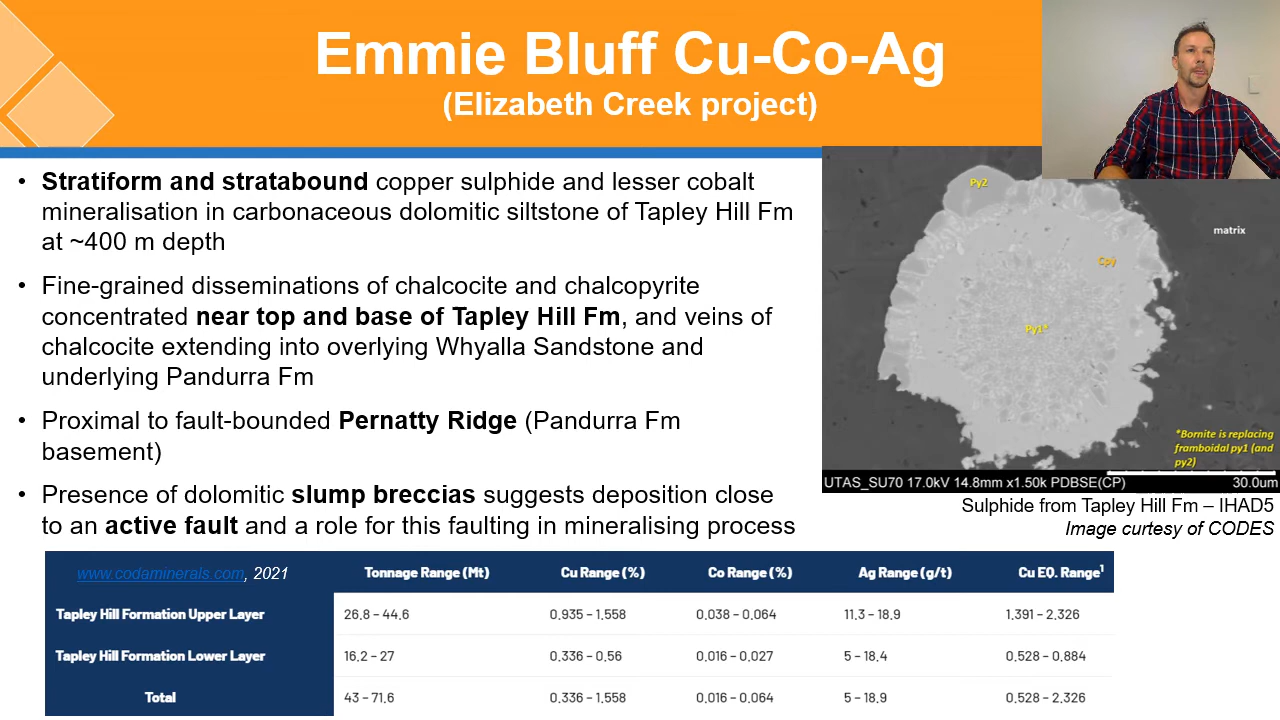 Emmie Bluff Cu-Co-Ag
(Elizabeth Creek project)
• Stratiform and stratabound copper sulphide and lesser cobalt
mineralisation in carbonaceous dolomitic siltstone of Tapley Hill Fm
at ~400 m depth
• Fine-grained disseminations of chalcocite and chalcopyrite
concentrated near top and base of Tapley Hill Fm, and veins of
chalcocite extending into overlying Whyalla Sandstone and
underlying Pandurra Fm
• Proximal to fault-bounded Pernatty Ridge (Pandurra Fm
basement)
• Presence of dolomitic slump breccias suggests deposition close
to an active fault and a role for this faulting in mineralising process
Py2
matrix
Cpy
Py1*
*Bornite is replacing
framboidal py1 (and
py2)
UTAS_SU70 17.0kV 14.8mm x1.50k PDBSE(CP) 30.0um
Sulphide from Tapley Hill Fm – IHAD5
Image curtesy of CODES
www.codaminerals.com, 2021 Tonnage Range (Mt) Cu Range (%) Co Range (%) Ag Range (g/t) Cu EQ. Range1
Tapley Hill Formation Upper Layer 26.8 – 44.6 0.935 – 1.558 0.038 – 0.064 11.3 – 18.9 1.391 – 2.326
Tapley Hill Formation Lower Layer 16.2 – 27 0.336 – 0.56 0.016 – 0.027 5 – 18.4 0.528 – 0.884
Total 43 – 71.6 0.336 – 1.558 0.016 – 0.064 5 – 18.9 0.528 – 2.326